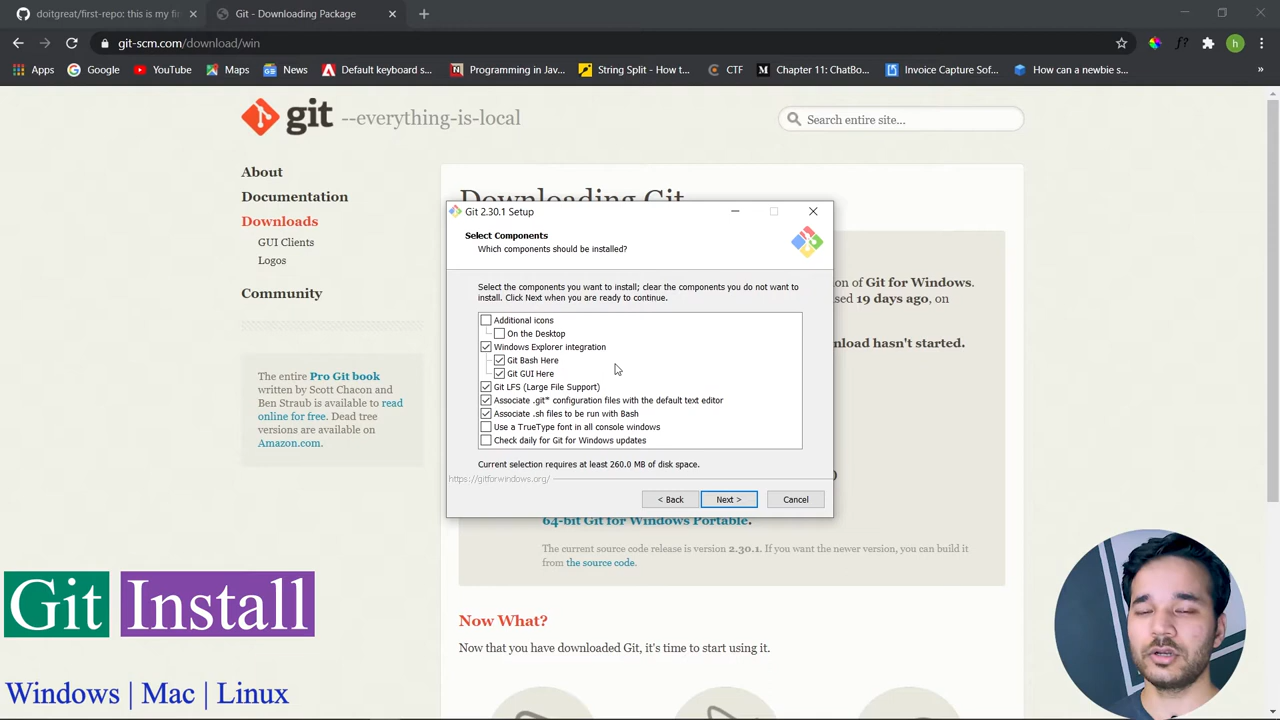 doitgreat/first-repo: this is my fi
Git - Downloading Package
git-scm.com/download/win
Apps
Google
YouTube
Maps
News
Default keyboard s...
Programming in Java...
String Split - How t...
CTF
Chapter 11: ChatBo...
Invoice Capture Sof...
How can a newbie s...
»
git --everything-is-local
Search entire site...
About
Documentation
Downloads
GUI Clients
Logos
Community
The entire Pro Git book
written by Scott Chacon and
Ben Straub is available to read
online for free. Dead tree
versions are available on
Amazon.com.
Downloading Git
ion of Git for Windows.
sed 19 days ago, on
nload hasn't started.
Git 2.30.1 Setup
Select Components
Which components should be installed?
Select the components you want to install; clear the components you do not want to
install. Click Next when you are ready to continue.
Additional icons
On the Desktop
Windows Explorer integration
Git Bash Here
Git GUI Here
Git LFS (Large File Support)
Associate .git* configuration files with the default text editor
Associate .sh files to be run with Bash
Use a TrueType font in all console windows
Check daily for Git for Windows updates
Current selection requires at least 260.0 MB of disk space.
https://gitforwindows.org/
< Back
Next >
Cancel
64-bit Git for Windows Portable.
The current source code release is version 2.30.1. If you want the newer version, you can build it
from the source code.
Now What?
Now that you have downloaded Git, it's time to start using it.
Git Install
Windows | Mac | Linux